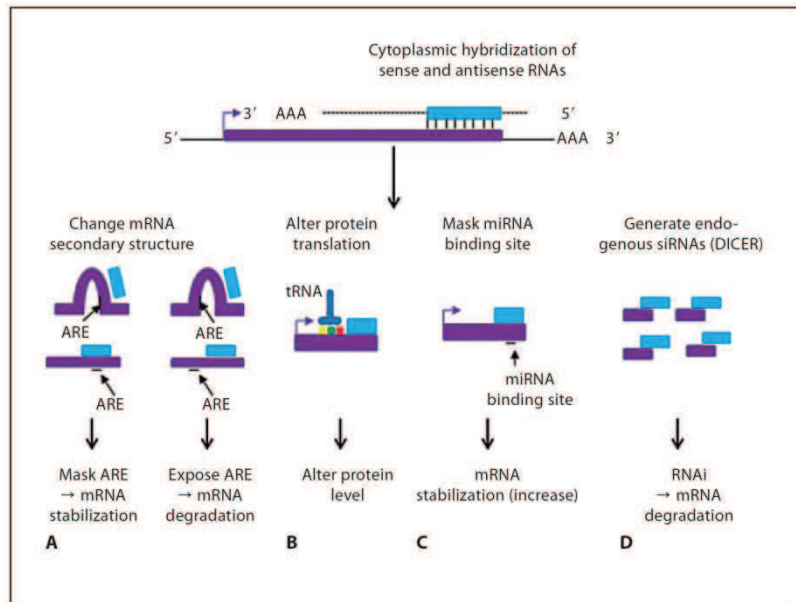 Cytoplasmic hybridization of
sense and antisense RNAs
3′ AAA 5′
5′ AAA 3′
Change mRNA
secondary structure
ARE
ARE
ARE
ARE
Mask ARE
→ mRNA
stabilization
Expose ARE
→ mRNA
degradation
A
Alter protein
translation
tRNA
Alter protein
level
B
Mask miRNA
binding site
miRNA
binding site
mRNA
stabilization (increase)
C
Generate endo-
genous siRNAs (DICER)
RNAi
→ mRNA
degradation
D